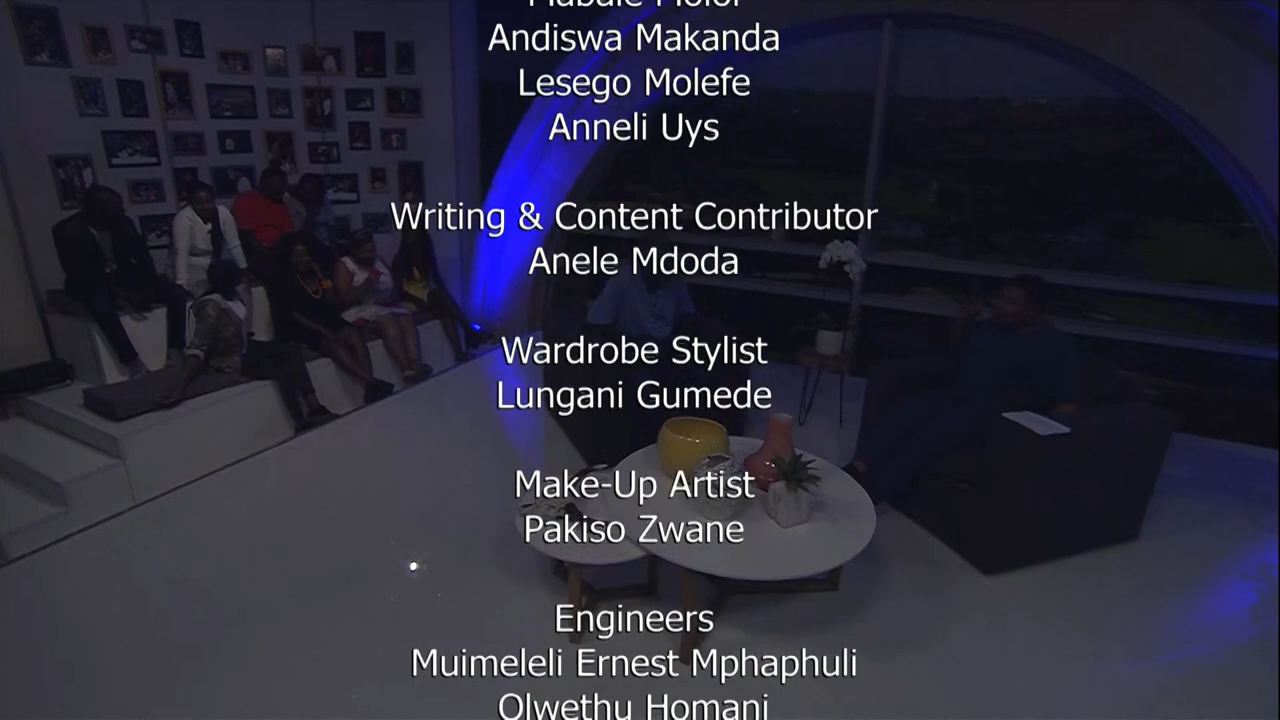 Andiswa Makanda
Lesego Molefe
Anneli Uys
Writing & Content Contributor
Anele Mdoda
Wardrobe Stylist
Lungani Gumede
Make-Up Artist
Pakiso Zwane
Engineers
Muimeleli Ernest Mphaphuli
Olwethu Homani